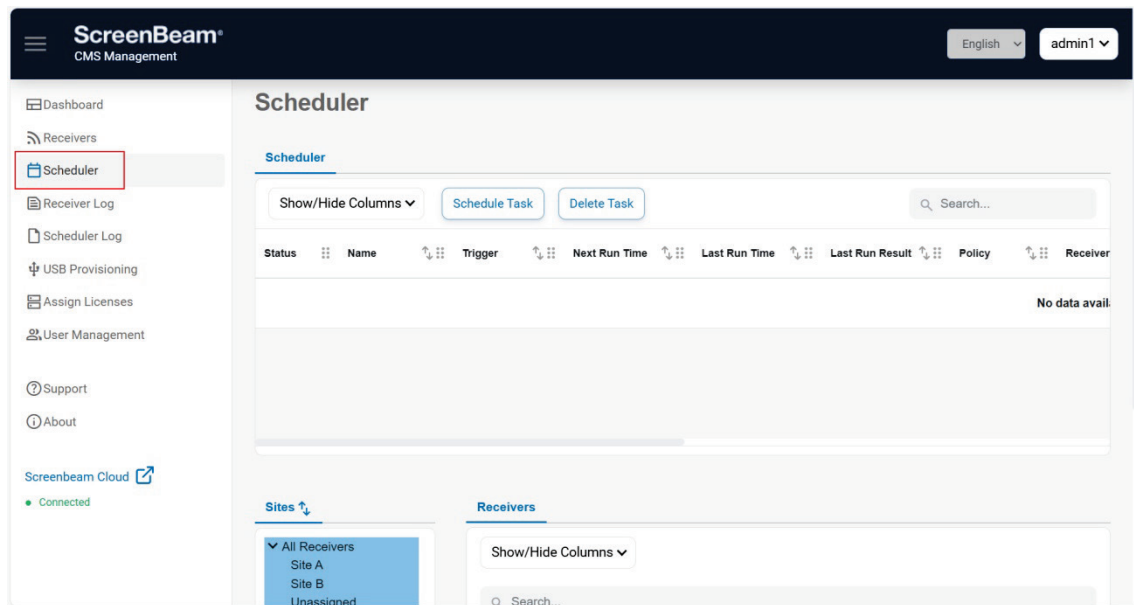 ScreenBeam®
CMS Management
English
admin1
Dashboard
Receivers
Scheduler
Receiver Log
Scheduler Log
USB Provisioning
Assign Licenses
User Management
Support
About
Screenbeam Cloud
Connected
Scheduler
Scheduler
Show/Hide Columns
Schedule Task
Delete Task
Search...
Status Name Trigger Next Run Time Last Run Time Last Run Result Policy Receiver
No data avail
Sites
All Receivers
Site A
Site B
Unassigned
Receivers
Show/Hide Columns
Search...